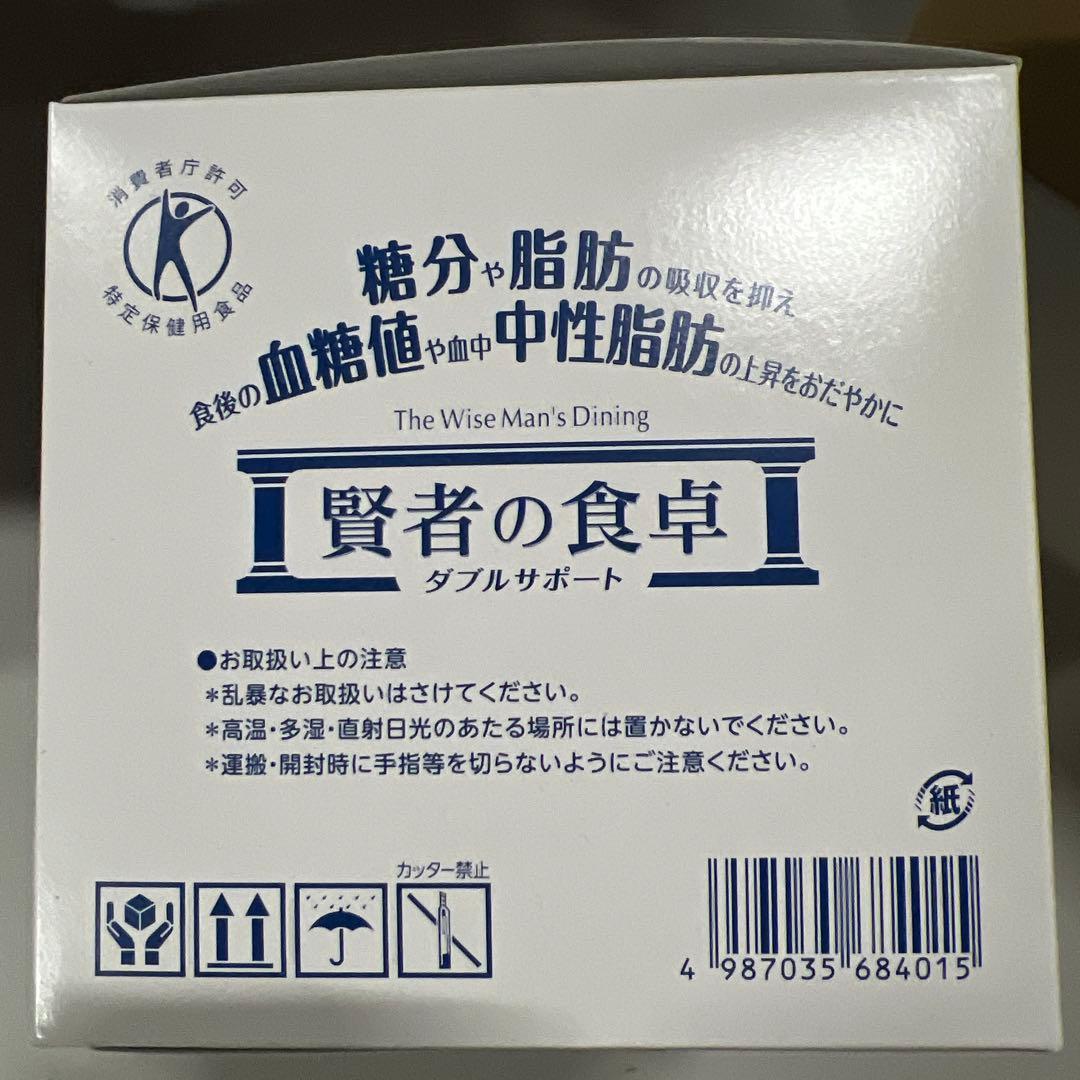 消費者庁許可
特定保健用食品
糖分や脂肪の吸収を抑え
食後の血糖値や血中中性脂肪の上昇をおだやかに
The Wise Man's Dining
賢者の食卓
ダブルサポート
●お取扱い上の注意
＊乱暴なお取扱いはさけてください。
＊高温・多湿・直射日光のあたる場所には置かないでください。
＊運搬・開封時に手指等を切らないようにご注意ください。
紙
カッター禁止
4 987035 684015